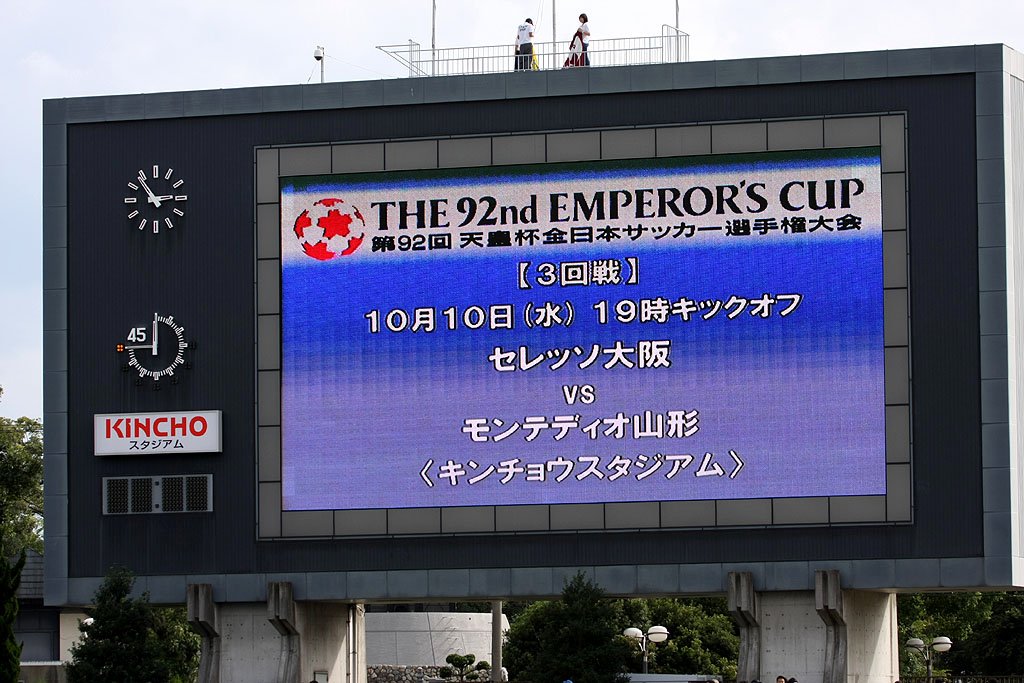 THE 92nd EMPEROR'S CUP
第92回 天皇杯全日本サッカー選手権大会
【3回戦】
10月10日(水) 19時キックオフ
セレッソ大阪
VS
モンテディオ山形
〈キンチョウスタジアム〉
45
KINCHO
スタジアム